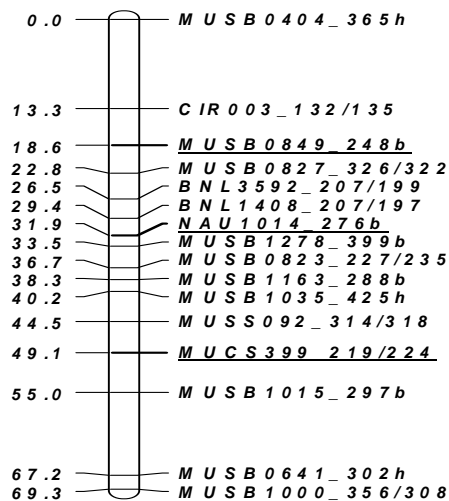 0.0 MUSB0404_365h
13.3 CIR003_132/135
18.6 MUSB0849_248b
22.8 MUSB0827_326/322
26.5 BNL3592_207/199
29.4 BNL1408_207/197
31.9 NAU1014_276b
33.5 MUSB1278_399b
36.7 MUSB0823_227/235
38.3 MUSB1163_288b
40.2 MUSB1035_425h
44.5 MUSS092_314/318
49.1 MUCS399_219/224
55.0 MUSB1015_297b
67.2 MUSB0641_302h
69.3 MUSB1000_356/308